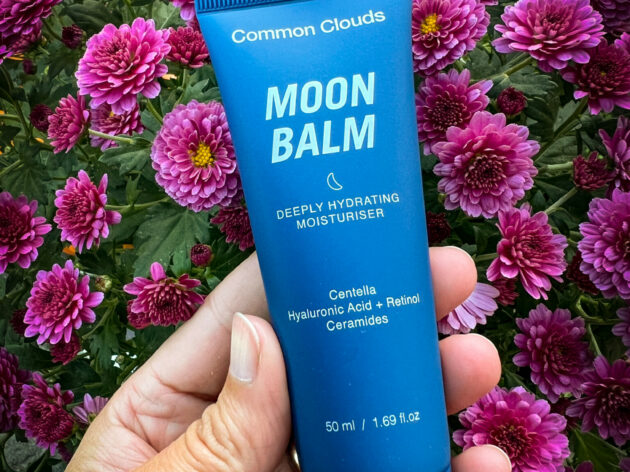 Common Clouds
MOON
BALM
DEEPLY HYDRATING
MOISTURISER
Centella
Hyaluronic Acid + Retinol
Ceramides
50 ml / 1.69 fl.oz